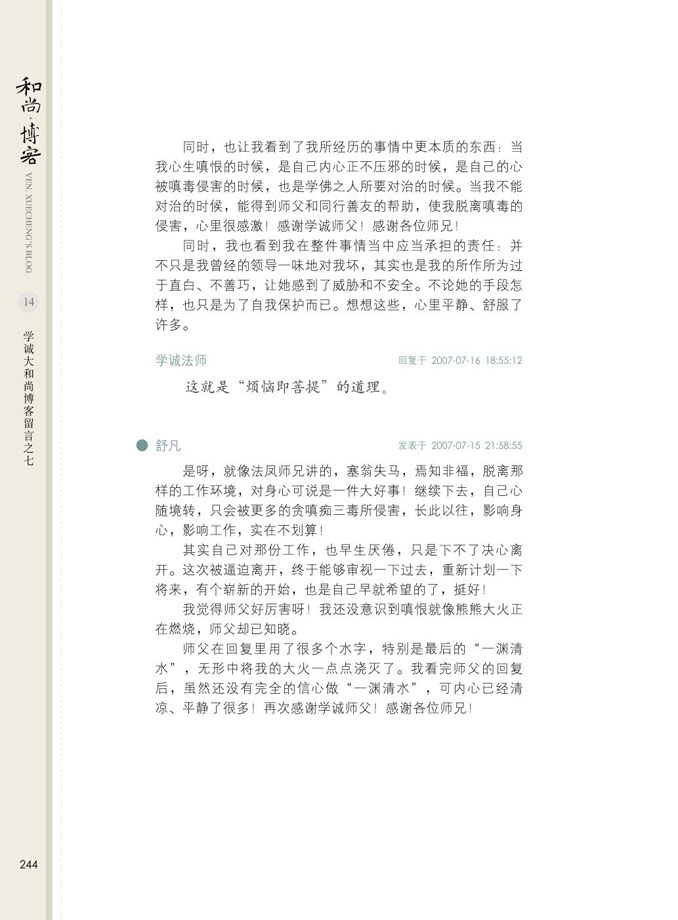 和尚·博客
VEN. XUECHENG'S BLOG
14
学诚大和尚博客留言之七
同时，也让我看到了我所经历的事情中更本质的东西：当
我心生嗔恨的时候，是自己内心正不压邪的时候，是自己的心
被嗔毒侵害的时候，也是学佛之人所要对治的时候。当我不能
对治的时候，能得到师父和同行善友的帮助，使我脱离嗔毒的
侵害，心里很感激！感谢学诚师父！感谢各位师兄！
同时，我也看到我在整件事情当中应当承担的责任：并
不只是我曾经的领导一味地对我坏，其实也是我的所作所为过
于直白、不善巧，让她感到了威胁和不安全。不论她的手段怎
样，也只是为了自我保护而已。想想这些，心里平静、舒服了
许多。
学诚法师 回复于 2007-07-16 18:55:12
这就是“烦恼即菩提”的道理。
舒凡 发表于 2007-07-15 21:58:55
是呀，就像法凤师兄讲的，塞翁失马，焉知非福，脱离那
样的工作环境，对身心可说是一件大好事！继续下去，自己心
随境转，只会被更多的贪嗔痴三毒所侵害，长此以往，影响身
心，影响工作，实在不划算！
其实自己对那份工作，也早生厌倦，只是下不了决心离
开。这次被逼迫离开，终于能够审视一下过去，重新计划一下
将来，有个崭新的开始，也是自己早就希望的了，挺好！
我觉得师父好厉害呀！我还没意识到嗔恨就像熊熊大火正
在燃烧，师父却已知晓。
师父在回复里用了很多个水字，特别是最后的“一渊清
水”，无形中将我的大火一点点浇灭了。我看完师父的回复
后，虽然还没有完全的信心做“一渊清水”，可内心已经清
凉、平静了很多！再次感谢学诚师父！感谢各位师兄！
244